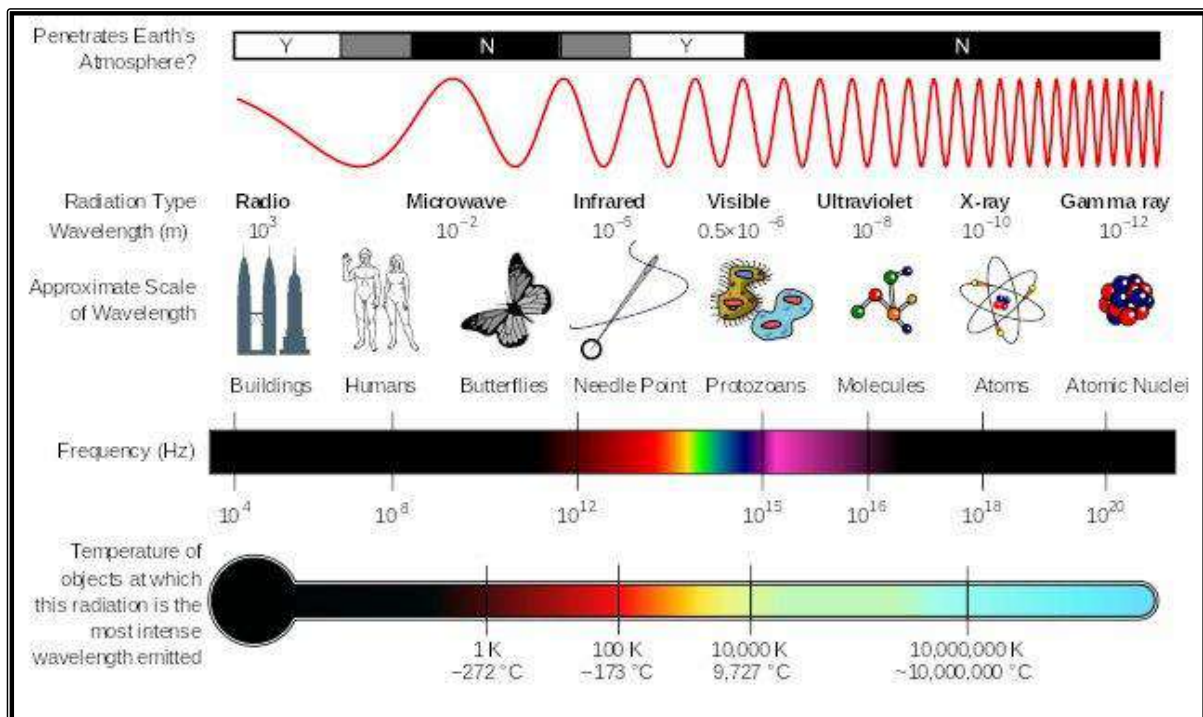 Penetrates Earth's
Atmosphere?
Y N Y N
Radiation Type
Radio Microwave Infrared Visible Ultraviolet X-ray Gamma ray
Wavelength (m)
10³ 10⁻² 10⁻⁵ 0.5×10⁻⁶ 10⁻⁸ 10⁻¹⁰ 10⁻¹²
Approximate Scale
of Wavelength
Buildings Humans Butterflies Needle Point Protozoans Molecules Atoms Atomic Nuclei
Frequency (Hz)
10⁴ 10⁸ 10¹² 10¹⁵ 10¹⁶ 10¹⁸ 10²⁰
Temperature of
objects at which
this radiation is the
most intense
wavelength emitted
1 K 100 K 10,000 K 10,000,000 K
−272 °C −173 °C 9,727 °C ~10,000,000 °C